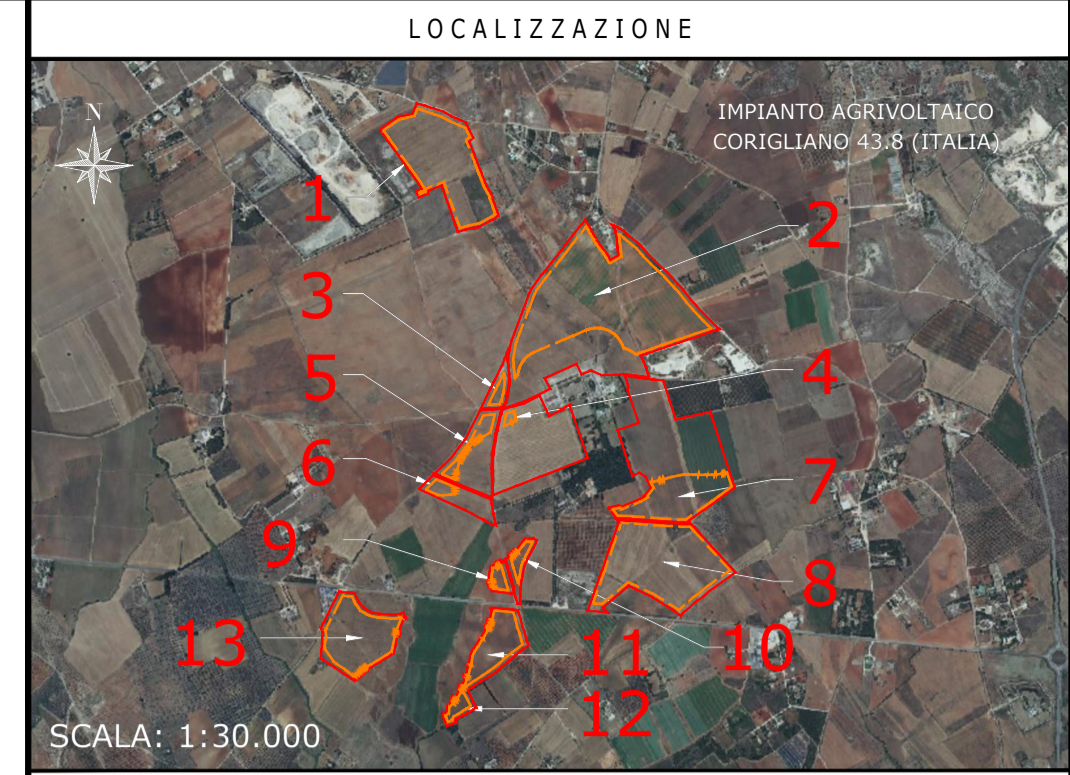 LOCALIZZAZIONE
N
IMPIANTO AGRIVOLTAICO
CORIGLIANO 43.8 (ITALIA)
1
2
3
4
5
6
7
8
9
10
11
12
13
SCALA: 1:30.000